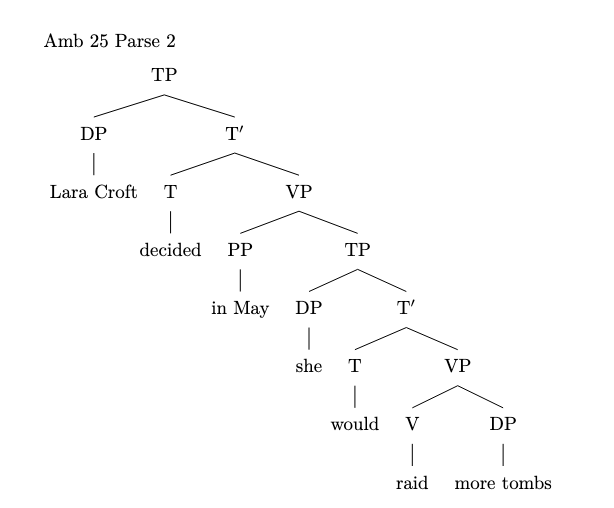 Amb 25 Parse 2
TP
DP T′
Lara Croft T VP
decided PP TP
in May DP T′
she T VP
would V DP
raid more tombs